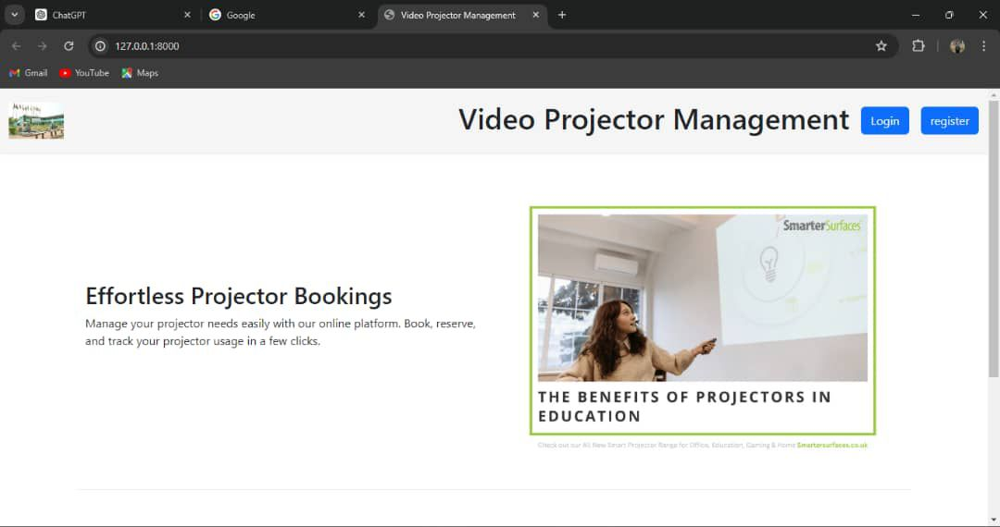 ChatGPT
Google
Video Projector Management
127.0.0.1:8000
Gmail
YouTube
Maps
Video Projector Management
Login
register
SmarterSurfaces
Effortless Projector Bookings
Manage your projector needs easily with our online platform. Book, reserve,
and track your projector usage in a few clicks.
THE BENEFITS OF PROJECTORS IN
EDUCATION
Check out our All New Smart Projector Range for Office, Education, Gaming & Home Smartersurfaces.co.uk